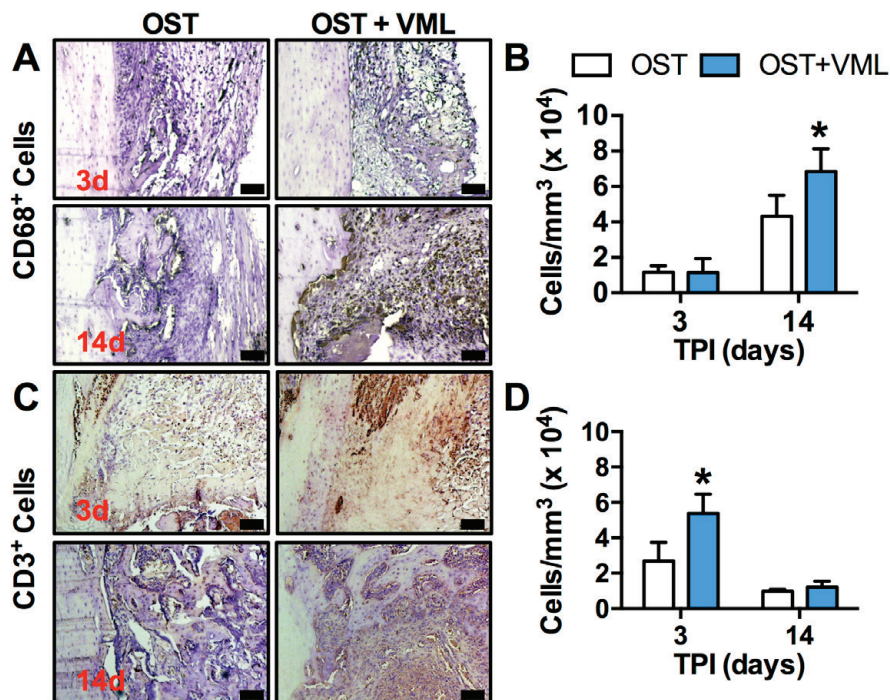 OST
OST + VML
A
CD68⁺ Cells
3d
14d
B
OST
OST+VML
Cells/mm³ (x 10⁴)
10
8
6
4
2
0
*
3
14
TPI (days)
C
CD3⁺ Cells
3d
14d
D
Cells/mm³ (x 10⁴)
10
8
6
4
2
0
*
3
14
TPI (days)